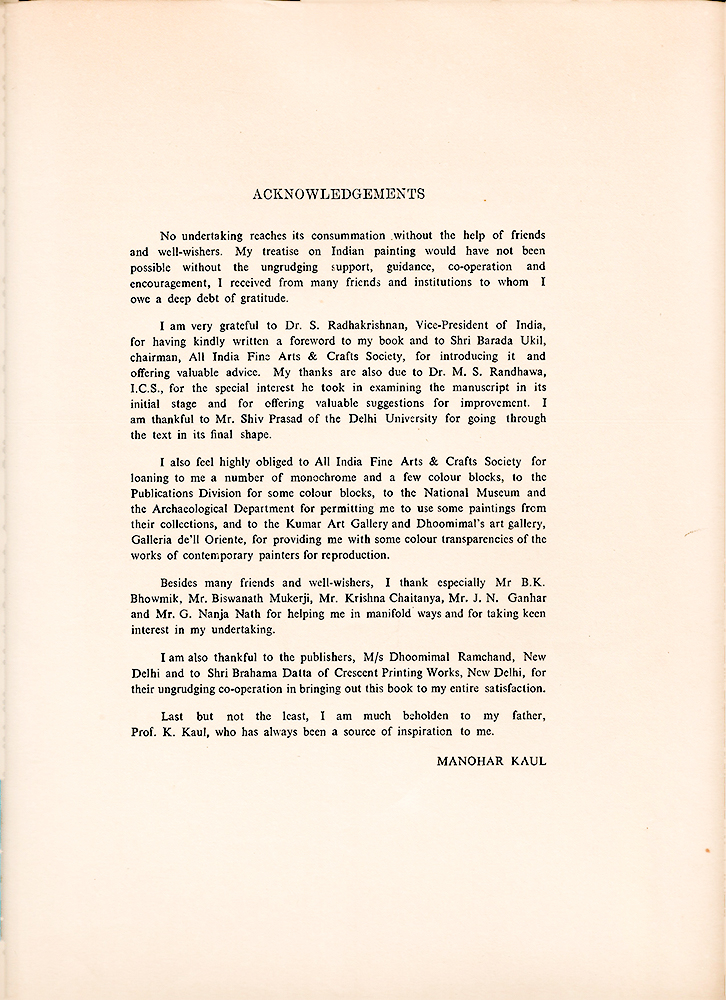 ACKNOWLEDGEMENTS
No undertaking reaches its consummation without the help of friends
and well-wishers. My treatise on Indian painting would have not been
possible without the ungrudging support, guidance, co-operation and
encouragement, I received from many friends and institutions to whom I
owe a deep debt of gratitude.
I am very grateful to Dr. S. Radhakrishnan, Vice-President of India,
for having kindly written a foreword to my book and to Shri Barada Ukil,
chairman, All India Fine Arts & Crafts Society, for introducing it and
offering valuable advice. My thanks are also due to Dr. M. S. Randhawa,
I.C.S., for the special interest he took in examining the manuscript in its
initial stage and for offering valuable suggestions for improvement. I
am thankful to Mr. Shiv Prasad of the Delhi University for going through
the text in its final shape.
I also feel highly obliged to All India Fine Arts & Crafts Society for
loaning to me a number of monochrome and a few colour blocks, to the
Publications Division for some colour blocks, to the National Museum and
the Archaeological Department for permitting me to use some paintings from
their collections, and to the Kumar Art Gallery and Dhoomimal's art gallery,
Galleria de'll Oriente, for providing me with some colour transparencies of the
works of contemporary painters for reproduction.
Besides many friends and well-wishers, I thank especially Mr B.K.
Bhowmik, Mr. Biswanath Mukerji, Mr. Krishna Chaitanya, Mr. J. N. Ganhar
and Mr. G. Nanja Nath for helping me in manifold ways and for taking keen
interest in my undertaking.
I am also thankful to the publishers, M/s Dhoomimal Ramchand, New
Delhi and to Shri Brahama Datta of Crescent Printing Works, New Delhi, for
their ungrudging co-operation in bringing out this book to my entire satisfaction.
Last but not the least, I am much beholden to my father,
Prof. K. Kaul, who has always been a source of inspiration to me.
MANOHAR KAUL